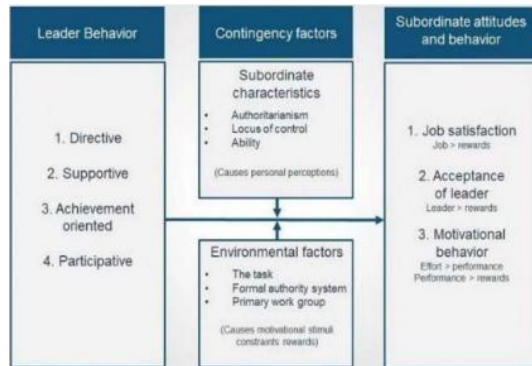 Leader Behavior
1. Directive
2. Supportive
3. Achievement
oriented
4. Participative
Contingency factors
Subordinate
characteristics
• Authoritarianism
• Locus of control
• Ability
(Causes personal perceptions)
Environmental factors
• The task
• Formal authority system
• Primary work group
(Causes motivational stimuli
constraints rewards)
Subordinate attitudes
and behavior
1. Job satisfaction
Job > rewards
2. Acceptance
of leader
Leader > rewards
3. Motivational
behavior
Effort > performance
Performance > rewards